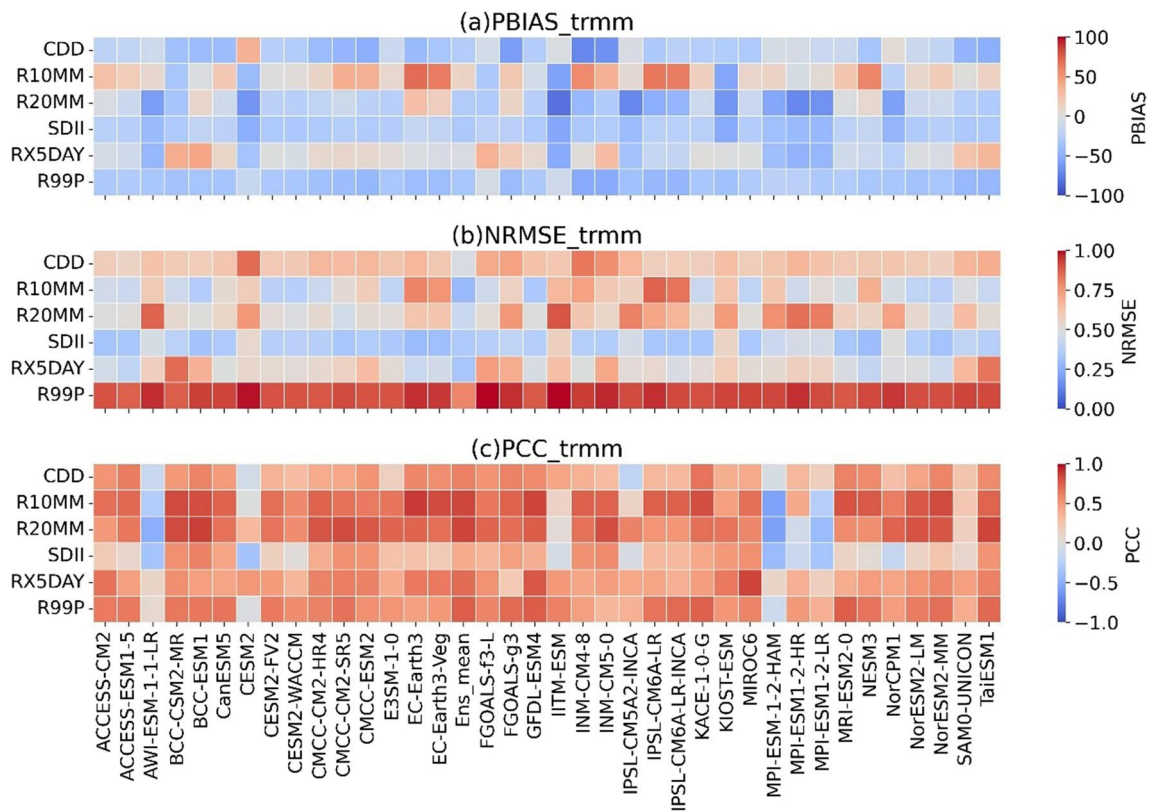 (a)PBIAS_trmm
CDD
R10MM
R20MM
SDII
RX5DAY
R99P
100
50
0
−50
−100
PBIAS
(b)NRMSE_trmm
CDD
R10MM
R20MM
SDII
RX5DAY
R99P
1.00
0.75
0.50
0.25
0.00
NRMSE
(c)PCC_trmm
CDD
R10MM
R20MM
SDII
RX5DAY
R99P
1.0
0.5
0.0
−0.5
−1.0
PCC
ACCESS-CM2
ACCESS-ESM1-5
AWI-ESM-1-1-LR
BCC-CSM2-MR
BCC-ESM1
CanESM5
CESM2
CESM2-FV2
CESM2-WACCM
CMCC-CM2-HR4
CMCC-CM2-SR5
CMCC-ESM2
E3SM-1-0
EC-Earth3
EC-Earth3-Veg
Ens_mean
FGOALS-f3-L
FGOALS-g3
GFDL-ESM4
IITM-ESM
INM-CM4-8
INM-CM5-0
IPSL-CM5A2-INCA
IPSL-CM6A-LR
IPSL-CM6A-LR-INCA
KACE-1-0-G
KIOST-ESM
MIROC6
MPI-ESM-1-2-HAM
MPI-ESM1-2-HR
MPI-ESM1-2-LR
MRI-ESM2-0
NESM3
NorCPM1
NorESM2-LM
NorESM2-MM
SAM0-UNICON
TaiESM1